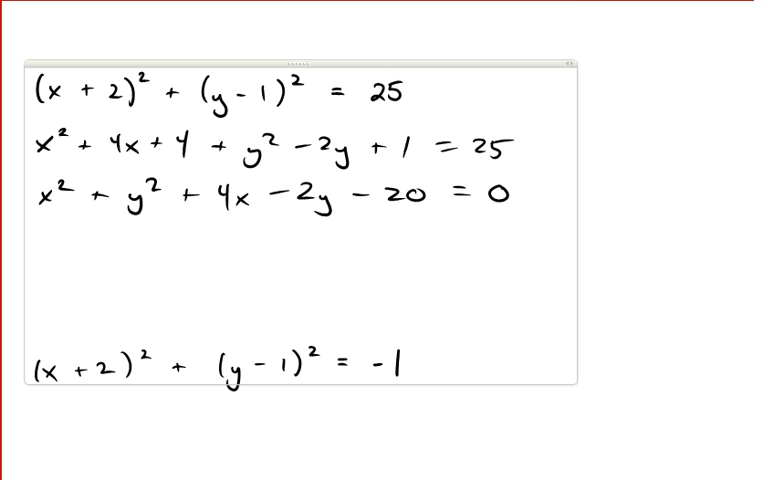 (x + 2)² + (y - 1)² = 25
x² + 4x + 4 + y² - 2y + 1 = 25
x² + y² + 4x - 2y - 20 = 0
(x + 2)² + (y - 1)² = -1